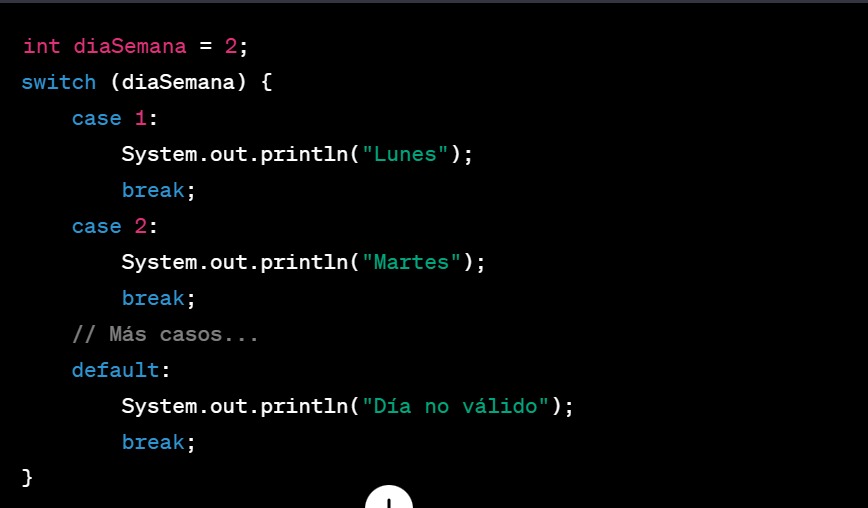 int diaSemana = 2;
switch (diaSemana) {
    case 1:
        System.out.println("Lunes");
        break;
    case 2:
        System.out.println("Martes");
        break;
    // Más casos...
    default:
        System.out.println("Día no válido");
        break;
}